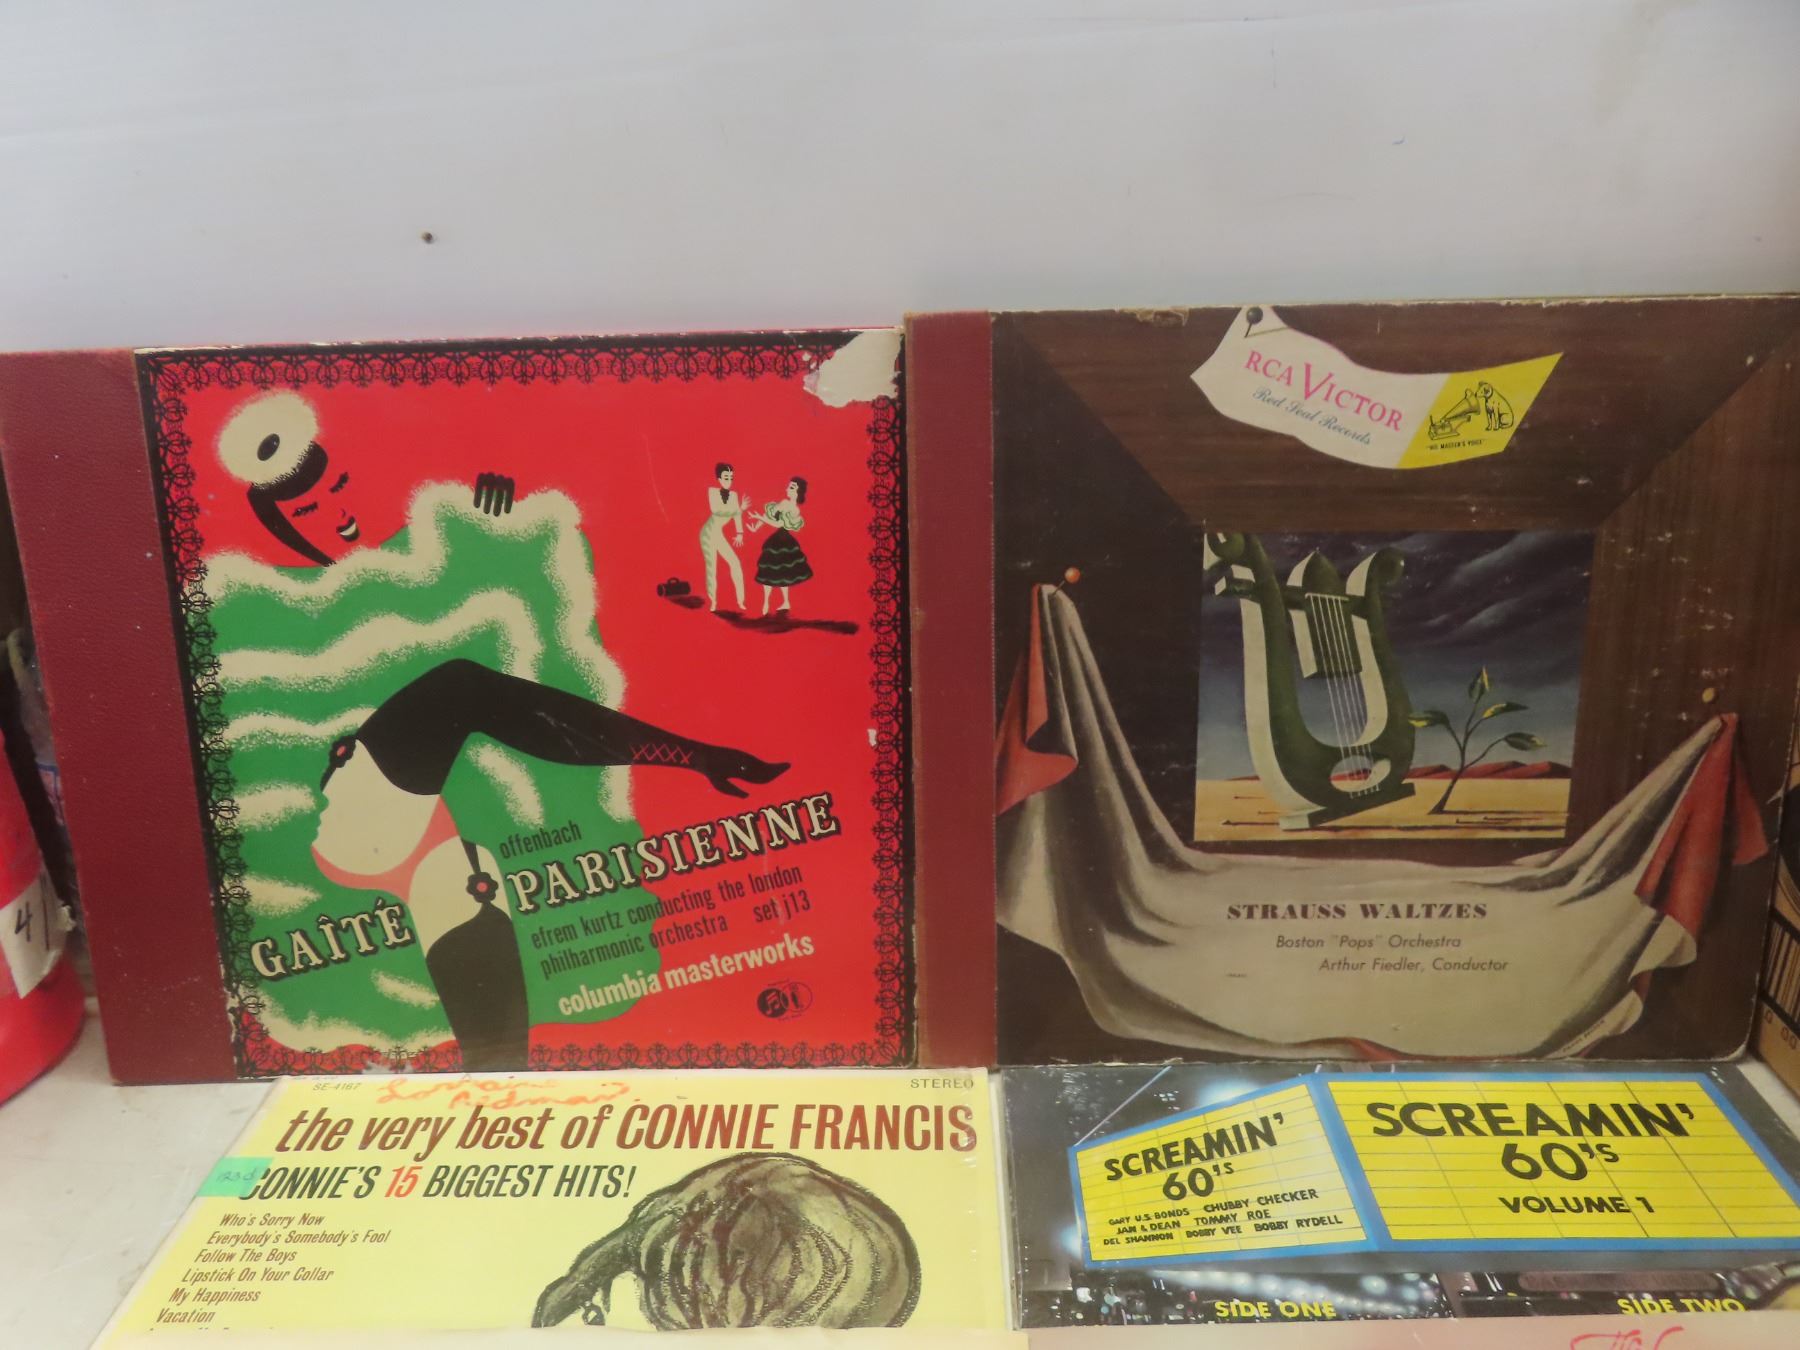 offenbach
GAÎTÉ PARISIENNE
efrem kurtz conducting the london
philharmonic orchestra set j13
columbia masterworks
RCA VICTOR
Red Seal Records
"HIS MASTER'S VOICE"
STRAUSS WALTZES
Boston "Pops" Orchestra
Arthur Fiedler, Conductor
41
SE-4167
STEREO
Lorraine
Redman
the very best of CONNIE FRANCIS
CONNIE'S 15 BIGGEST HITS!
Who's Sorry Now
Everybody's Somebody's Fool
Follow The Boys
Lipstick On Your Collar
My Happiness
Vacation
SCREAMIN'
60's
GARY U.S. BONDS CHUBBY CHECKER
JAN & DEAN TOMMY ROE
DEL SHANNON BOBBY VEE BOBBY RYDELL
SCREAMIN'
60's
VOLUME 1
SIDE ONE
SIDE TWO